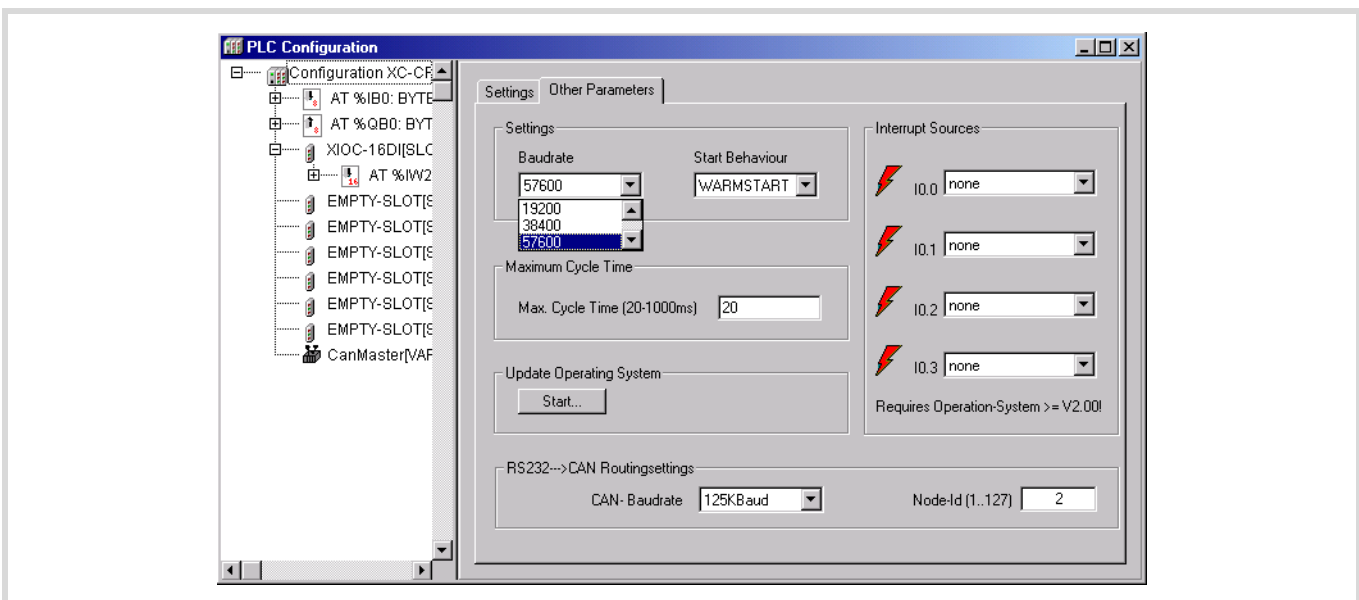 PLC Configuration
Configuration XC-CF
AT %IB0: BYTE
AT %QB0: BYT
XIOC-16DI[SLC
AT %IW2
EMPTY-SLOT[S
EMPTY-SLOT[S
EMPTY-SLOT[S
EMPTY-SLOT[S
EMPTY-SLOT[S
EMPTY-SLOT[S
CanMaster[VAR
Settings Other Parameters
Settings
Baudrate Start Behaviour
57600 WARMSTART
19200
38400
57600
Maximum Cycle Time
Max. Cycle Time (20-1000ms) 20
Update Operating System
Start...
Interrupt Sources
I0.0 none
I0.1 none
I0.2 none
I0.3 none
Requires Operation-System >= V2.00!
RS232--->CAN Routingsettings
CAN- Baudrate 125KBaud Node-Id (1..127) 2